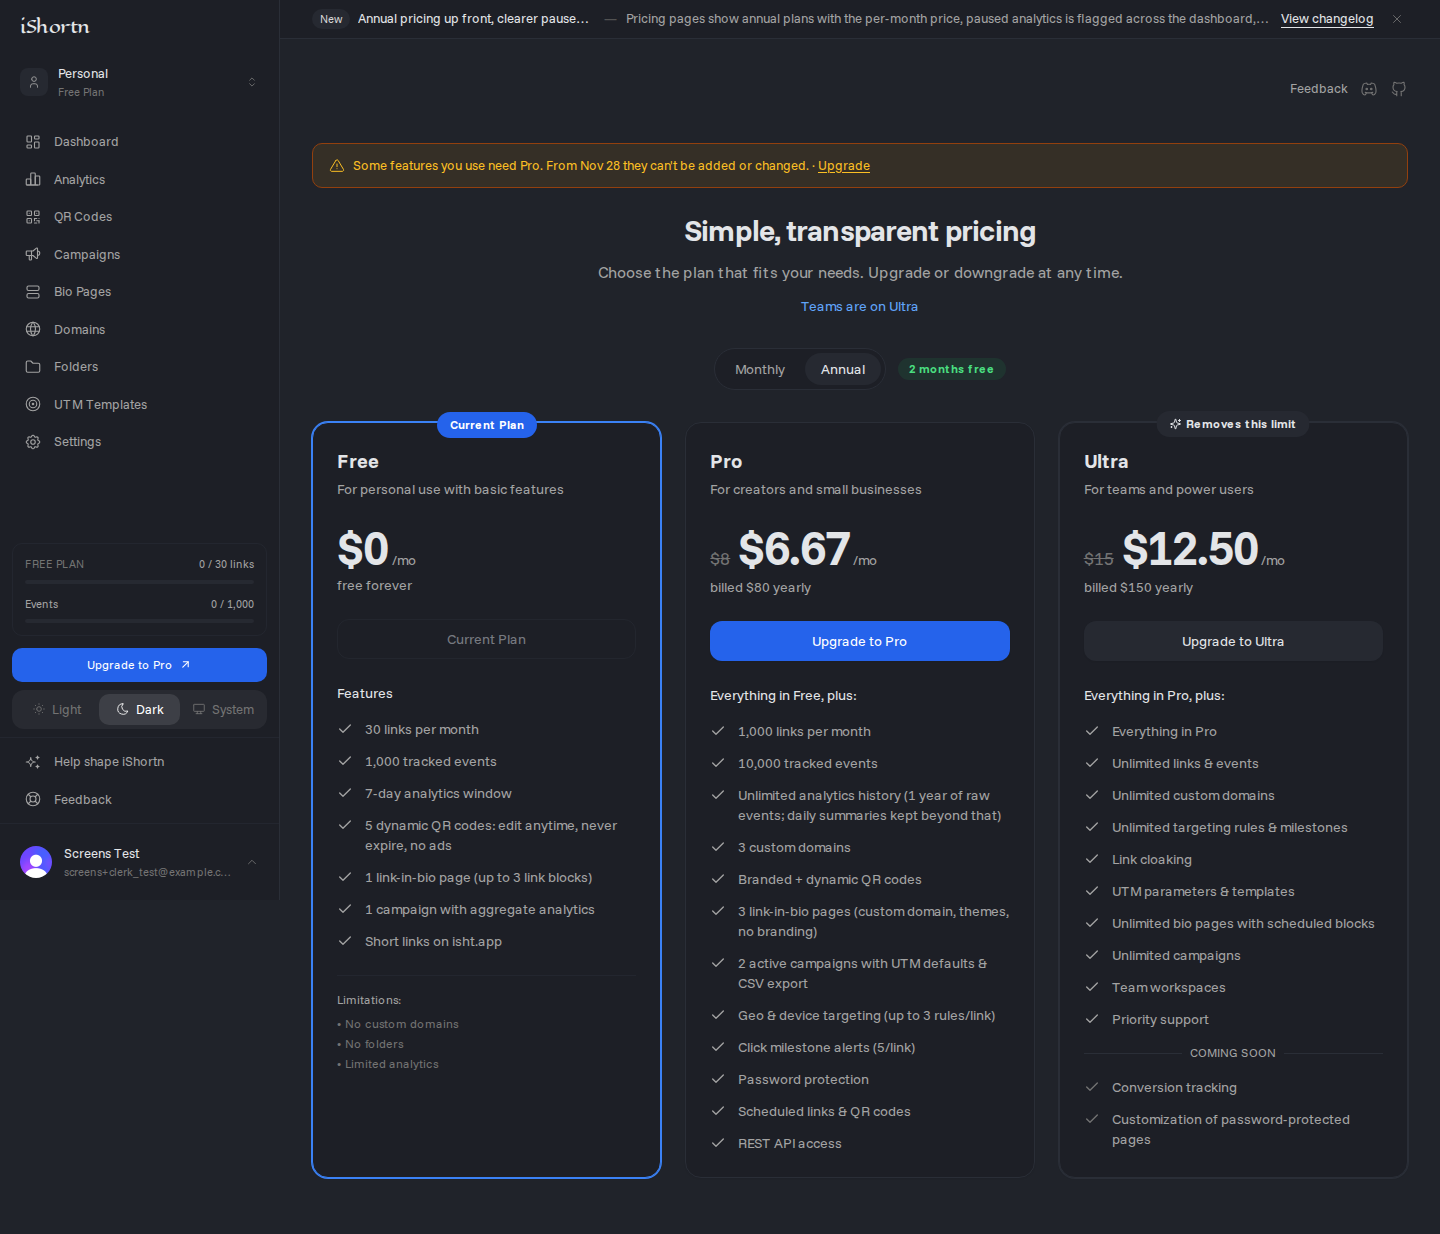 iShortn
Personal
Free Plan
Dashboard
Analytics
QR Codes
Campaigns
Bio Pages
Domains
Folders
UTM Templates
Settings
FREE PLAN 0 / 30 links
Events 0 / 1,000
Upgrade to Pro
Light Dark System
Help shape iShortn
Feedback
Screens Test
screens+clerk_test@example.c...
New Annual pricing up front, clearer pause... — Pricing pages show annual plans with the per-month price, paused analytics is flagged across the dashboard,... View changelog
Feedback
Some features you use need Pro. From Nov 28 they can't be added or changed. · Upgrade
Simple, transparent pricing
Choose the plan that fits your needs. Upgrade or downgrade at any time.
Teams are on Ultra
Monthly Annual 2 months free
Current Plan
Free
For personal use with basic features
$0 /mo
free forever
Current Plan
Features
30 links per month
1,000 tracked events
7-day analytics window
5 dynamic QR codes: edit anytime, never
expire, no ads
1 link-in-bio page (up to 3 link blocks)
1 campaign with aggregate analytics
Short links on isht.app
Limitations:
• No custom domains
• No folders
• Limited analytics
Pro
For creators and small businesses
$8 $6.67 /mo
billed $80 yearly
Upgrade to Pro
Everything in Free, plus:
1,000 links per month
10,000 tracked events
Unlimited analytics history (1 year of raw
events; daily summaries kept beyond that)
3 custom domains
Branded + dynamic QR codes
3 link-in-bio pages (custom domain, themes,
no branding)
2 active campaigns with UTM defaults &
CSV export
Geo & device targeting (up to 3 rules/link)
Click milestone alerts (5/link)
Password protection
Scheduled links & QR codes
REST API access
Removes this limit
Ultra
For teams and power users
$15 $12.50 /mo
billed $150 yearly
Upgrade to Ultra
Everything in Pro, plus:
Everything in Pro
Unlimited links & events
Unlimited custom domains
Unlimited targeting rules & milestones
Link cloaking
UTM parameters & templates
Unlimited bio pages with scheduled blocks
Unlimited campaigns
Team workspaces
Priority support
COMING SOON
Conversion tracking
Customization of password-protected
pages